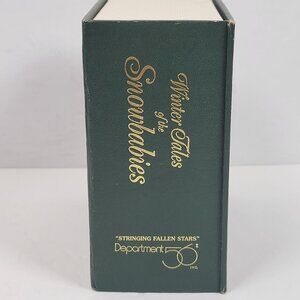 Winter Tales
of the
Snowbabies
"STRINGING FALLEN STARS"
Department 56